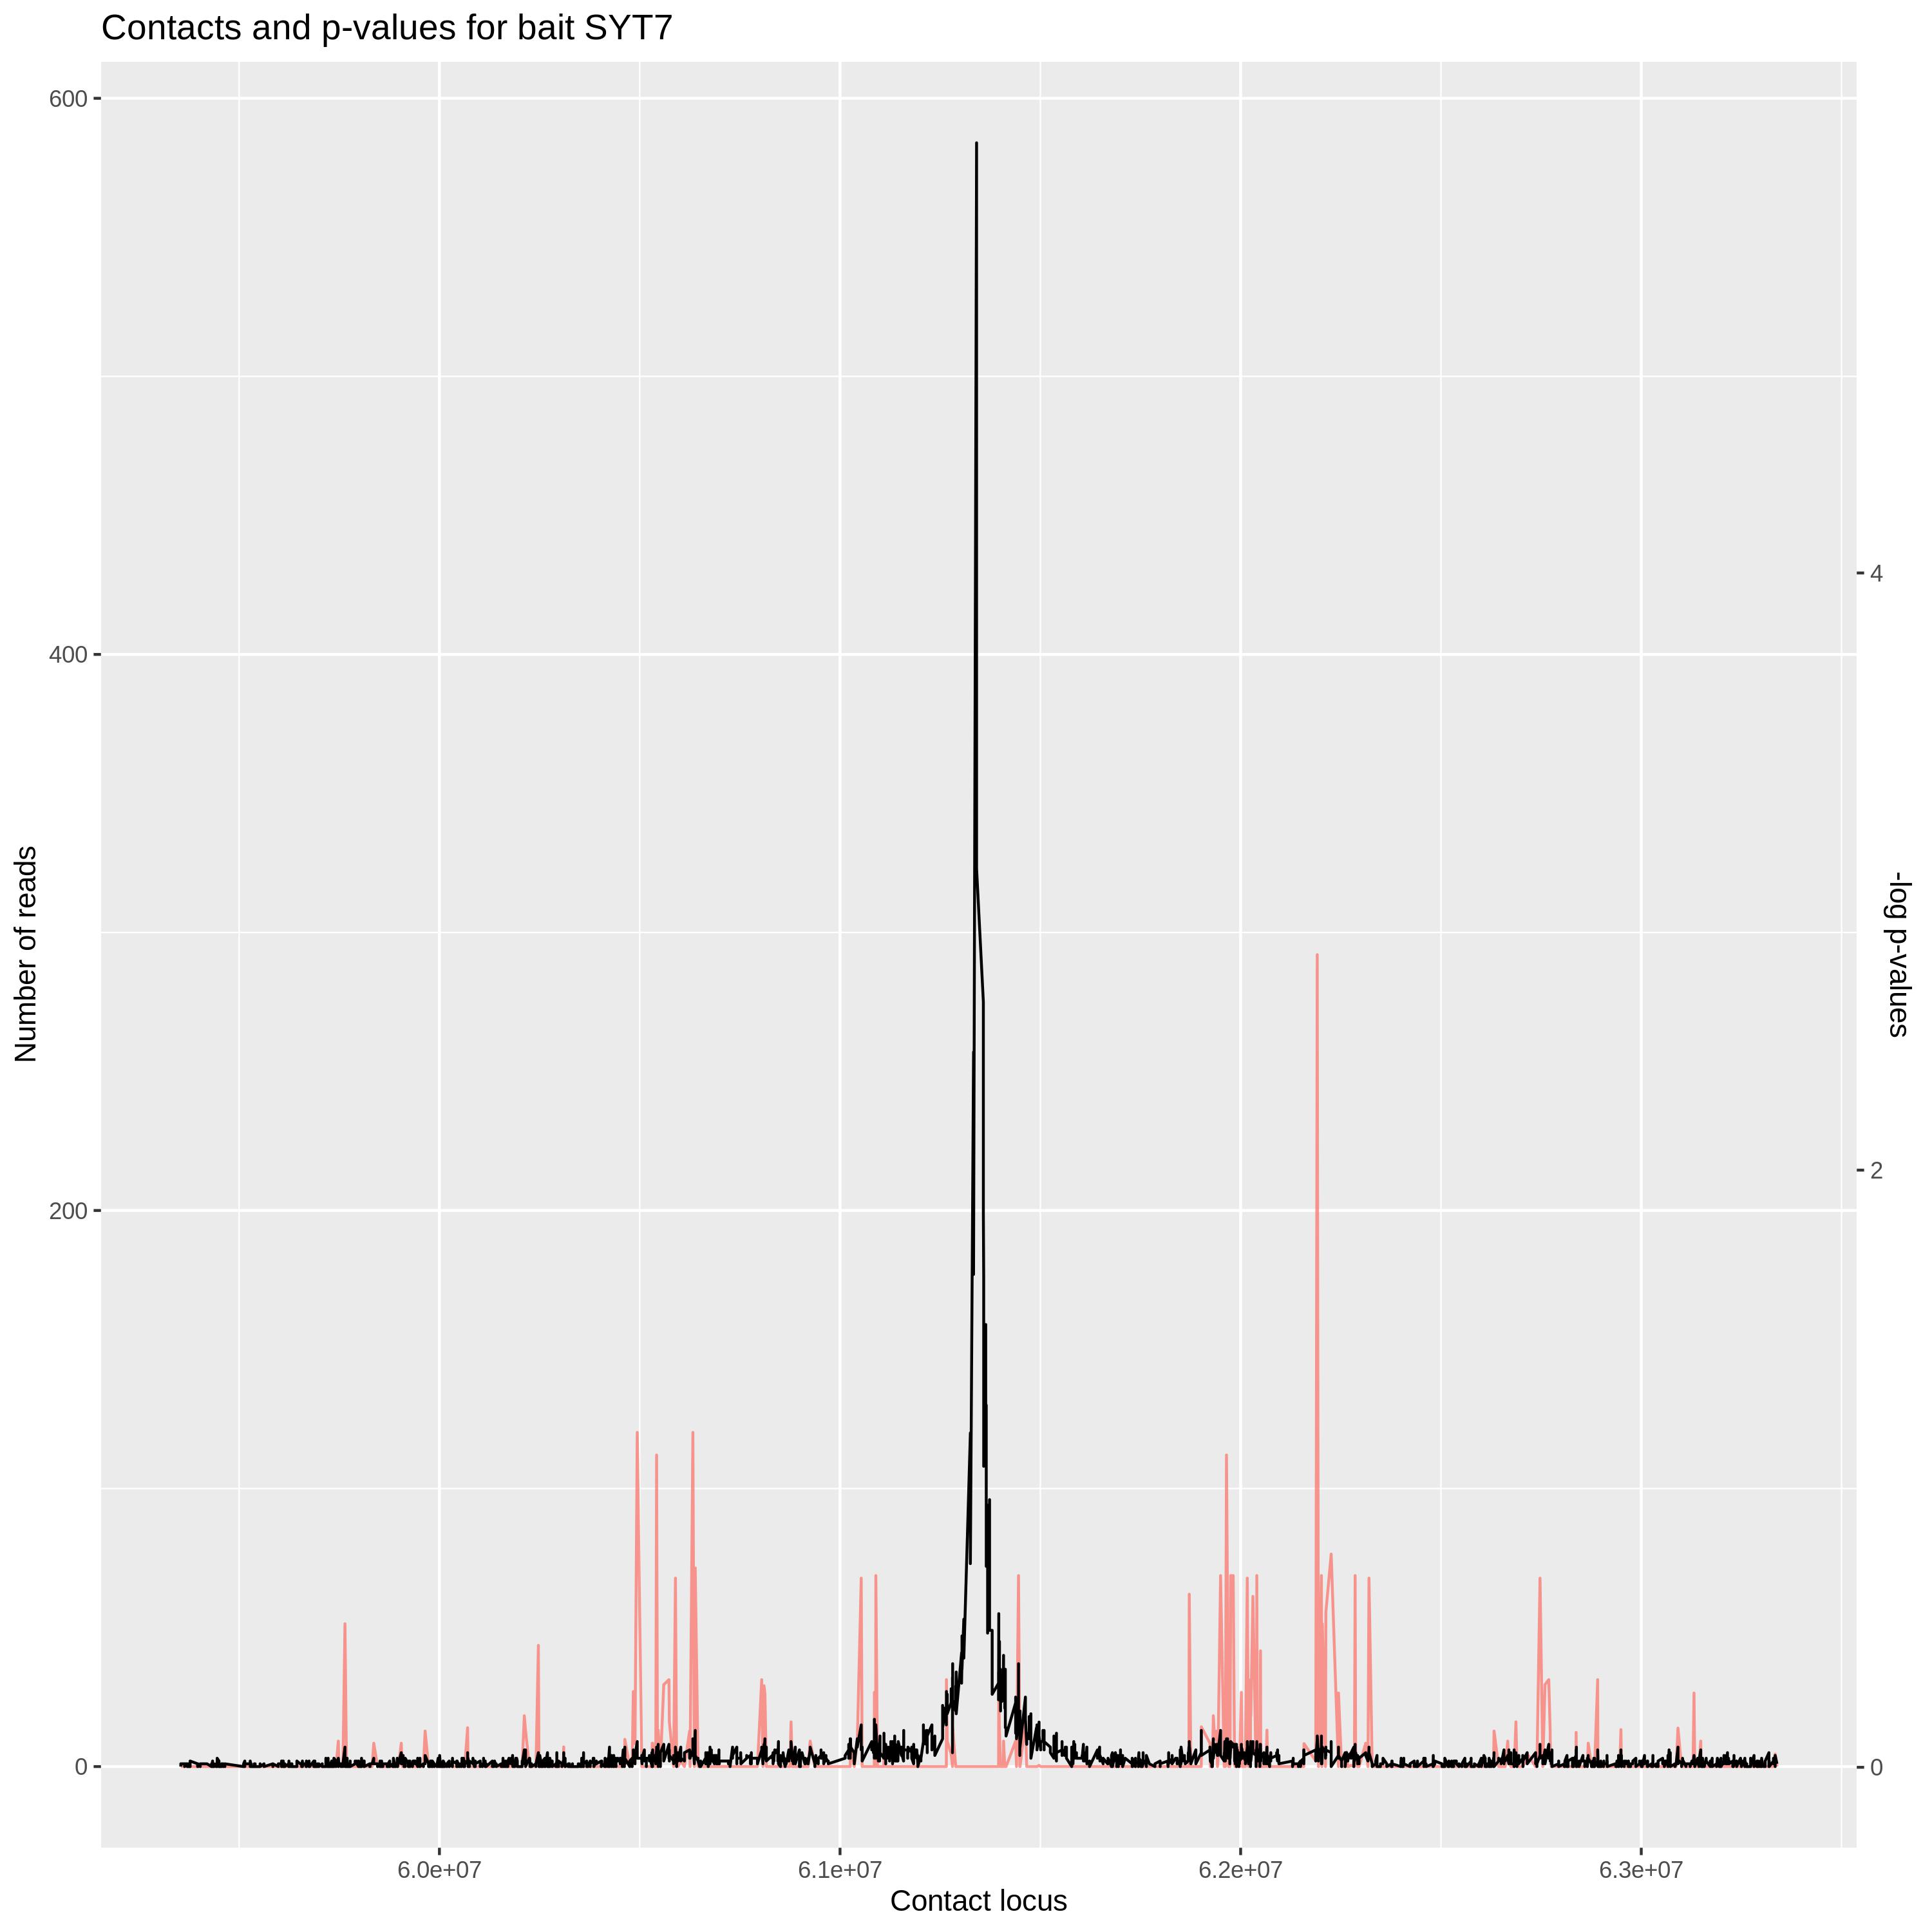 Contacts and p-values for bait SYT7
600
400
200
0
Number of reads
4
2
0
-log p-values
6.0e+07
6.1e+07
6.2e+07
6.3e+07
Contact locus